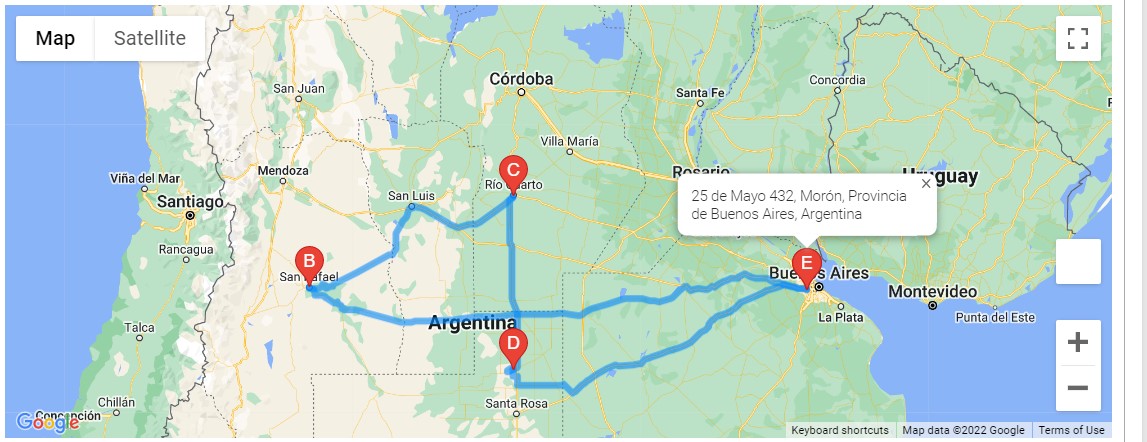 Map
Satellite
Córdoba
Concordia
San Juan
Santa Fe
Villa María
Mendoza
Rosario
Viña del Mar
C
Río Cuarto
Uruguay
San Luis
25 de Mayo 432, Morón, Provincia
de Buenos Aires, Argentina
Santiago
Rancagua
B
E
San Rafael
Buenos Aires
Montevideo
La Plata
Punta del Este
Argentina
Talca
D
Chillán
Santa Rosa
Concepción
Google
Keyboard shortcuts
Map data ©2022 Google
Terms of Use